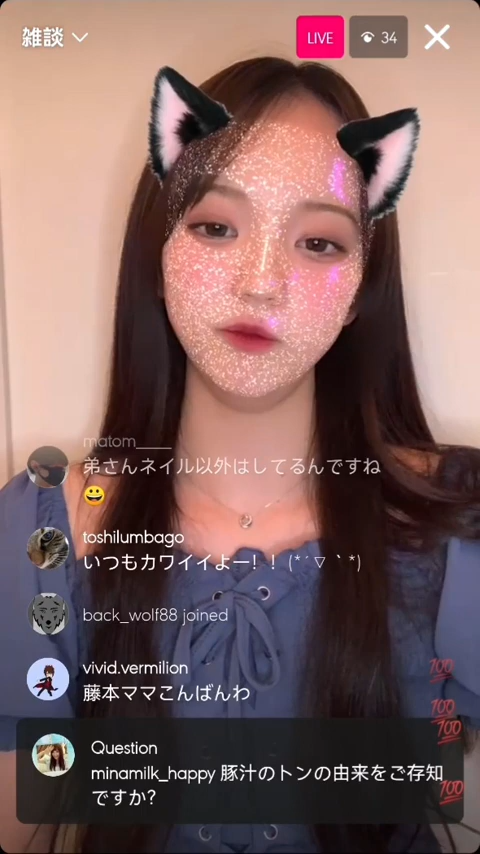 雑談
LIVE
34
matom____
弟さんネイル以外はしてるんですね
😀
toshilumbago
いつもカワイイよー！！(*´▽｀*)
back_wolf88 joined
vivid.vermilion
藤本ママこんばんわ
Question
minamilk_happy 豚汁のトンの由来をご存知
ですか?
💯
💯
💯
💯